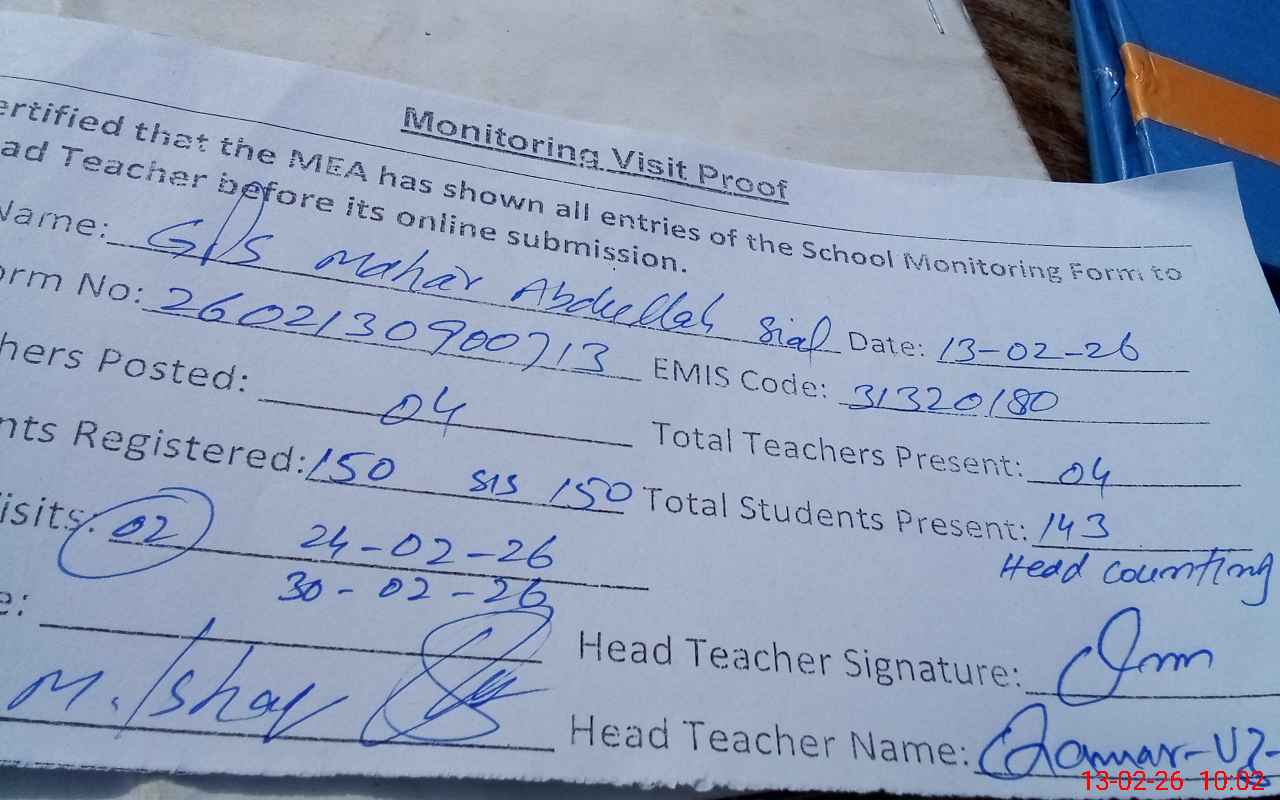 Monitoring Visit Proof
ertified that the MEA has shown all entries of the School Monitoring Form to
ad Teacher before its online submission.
Name: GPS Mahar Abdullah Sial Date: 13-02-26
orm No: 2602130900713 EMIS Code: 31320180
hers Posted: 04 Total Teachers Present: 04
nts Registered: 150 SIS 150 Total Students Present: 143
Head Counting
isits: 02 24-02-26
30-02-26
e: Head Teacher Signature:
M. Ishaq Head Teacher Name: Qamar-uz-
13-02-26 10:02